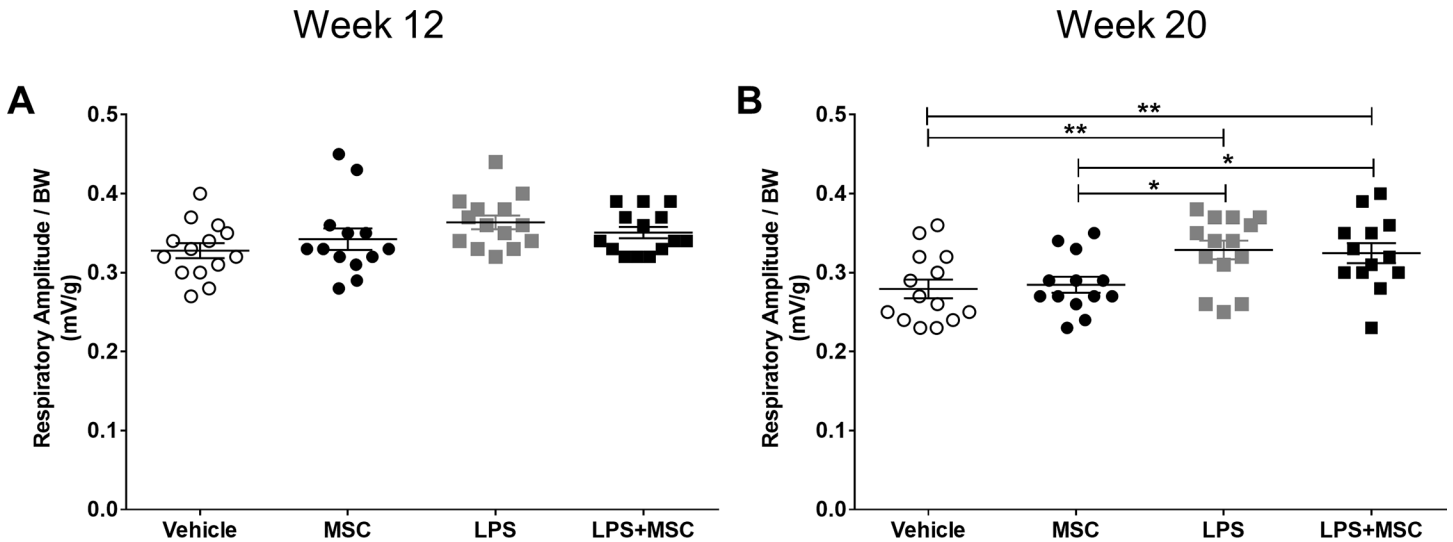 Week 12
Week 20
A
B
Respiratory Amplitude / BW
(mV/g)
0.5
0.4
0.3
0.2
0.1
0.0
Vehicle
MSC
LPS
LPS+MSC
Respiratory Amplitude / BW
(mV/g)
0.5
0.4
0.3
0.2
0.1
0.0
**
**
*
*
Vehicle
MSC
LPS
LPS+MSC